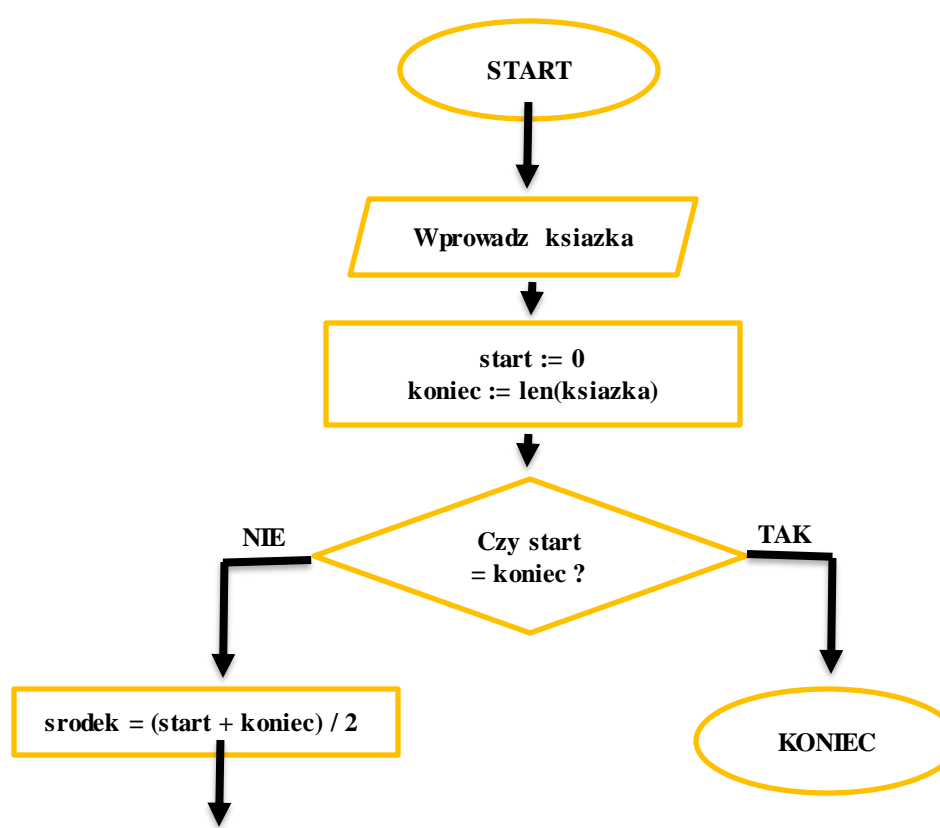 START
Wprowadz ksiazka
start := 0
koniec := len(ksiazka)
NIE
TAK
Czy start
= koniec ?
srodek = (start + koniec) / 2
KONIEC